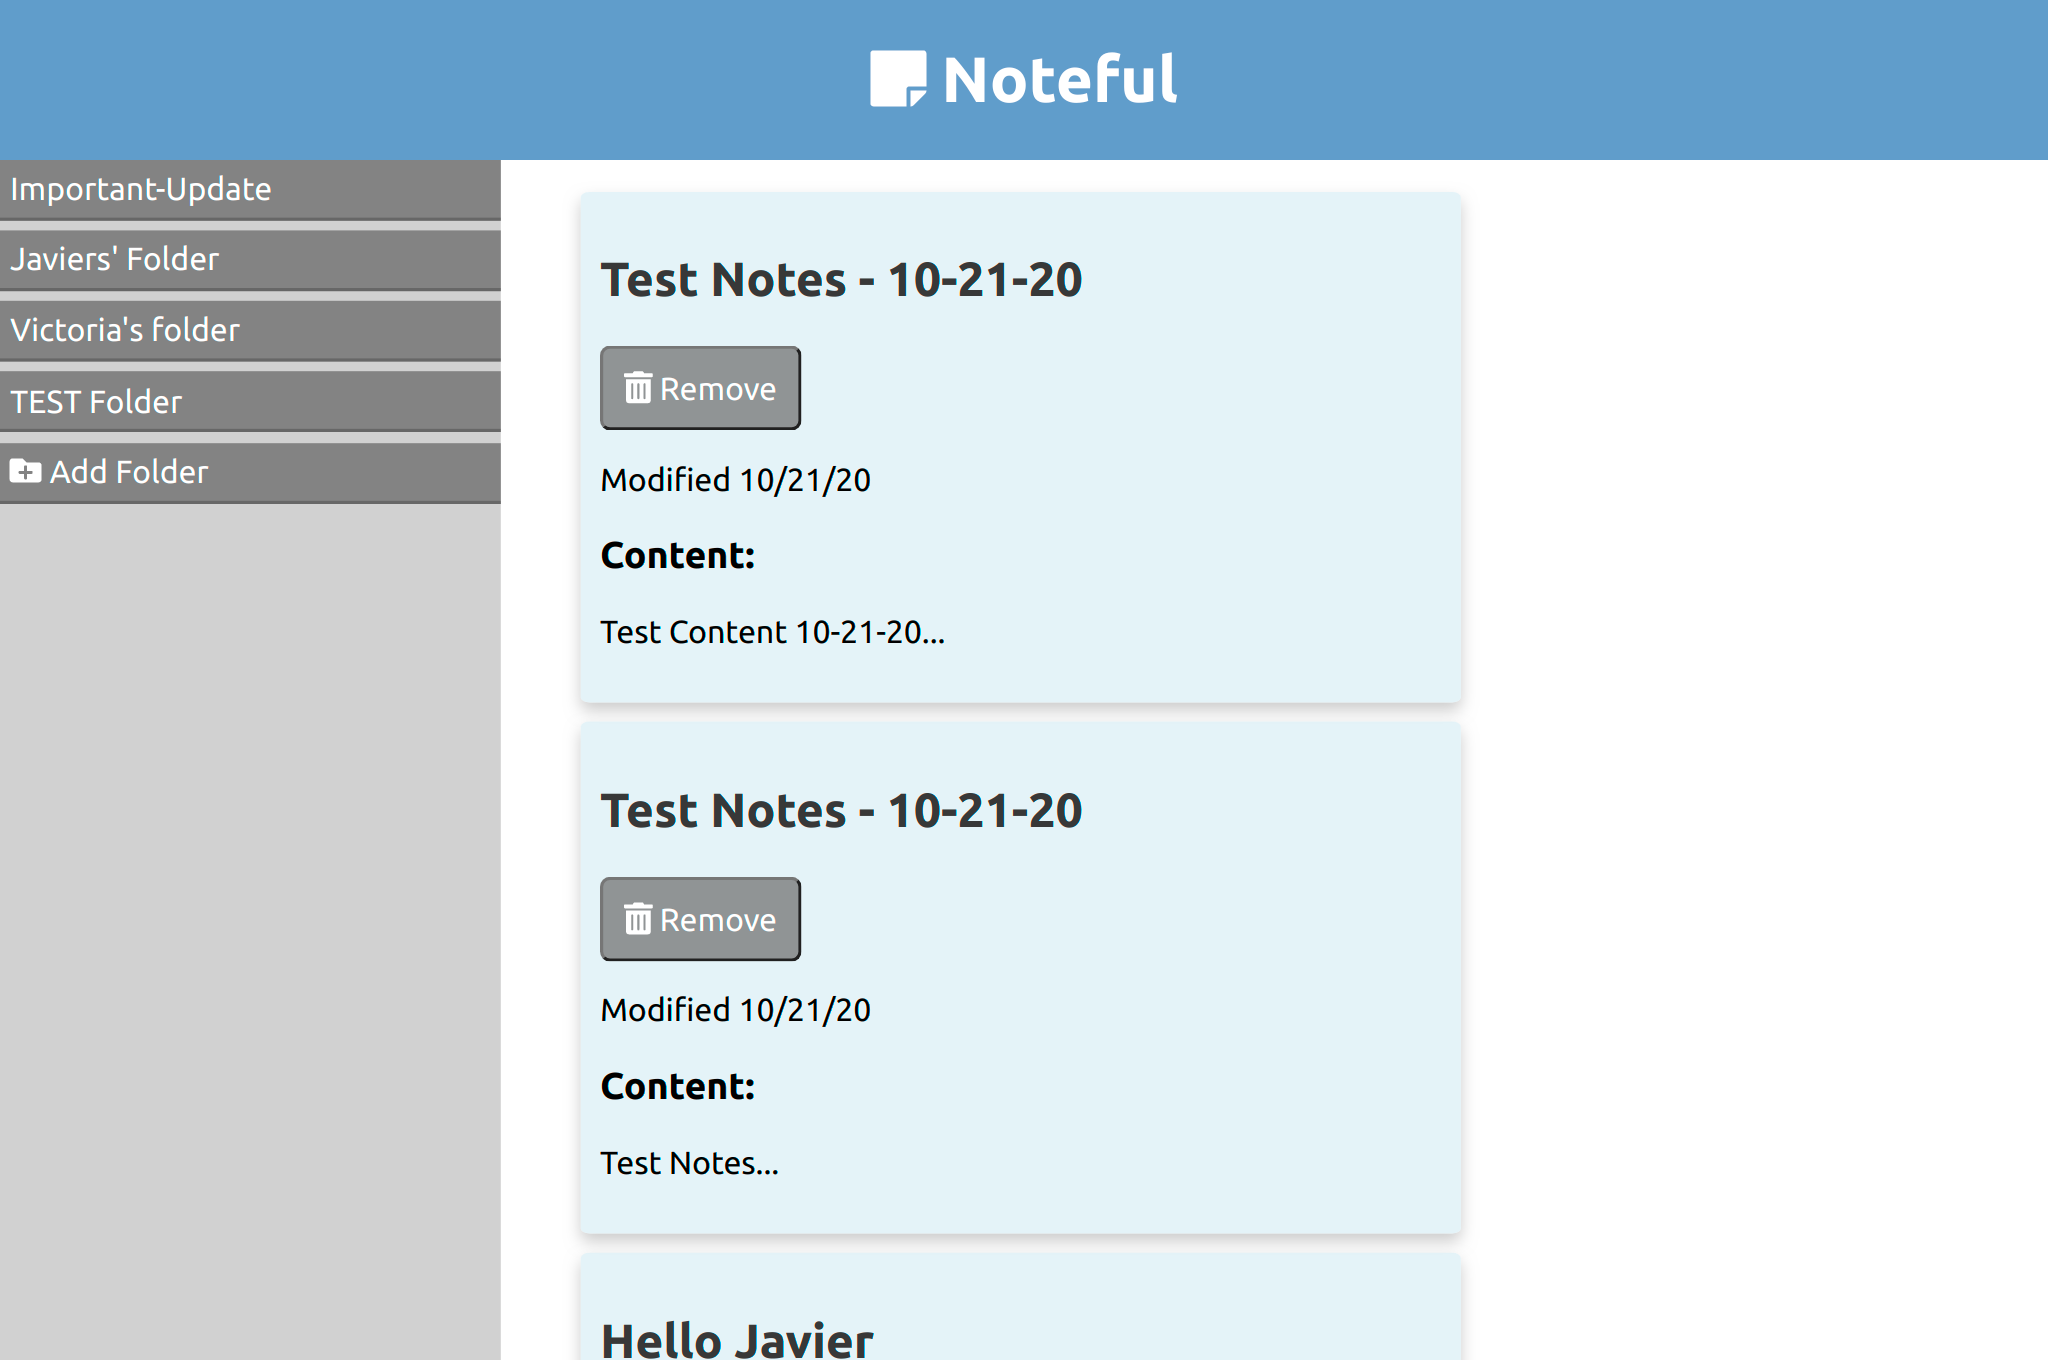 Noteful
Important-Update
Javiers' Folder
Victoria's folder
TEST Folder
Add Folder
Test Notes - 10-21-20
Remove
Modified 10/21/20
Content:
Test Content 10-21-20...
Test Notes - 10-21-20
Remove
Modified 10/21/20
Content:
Test Notes...
Hello Javier